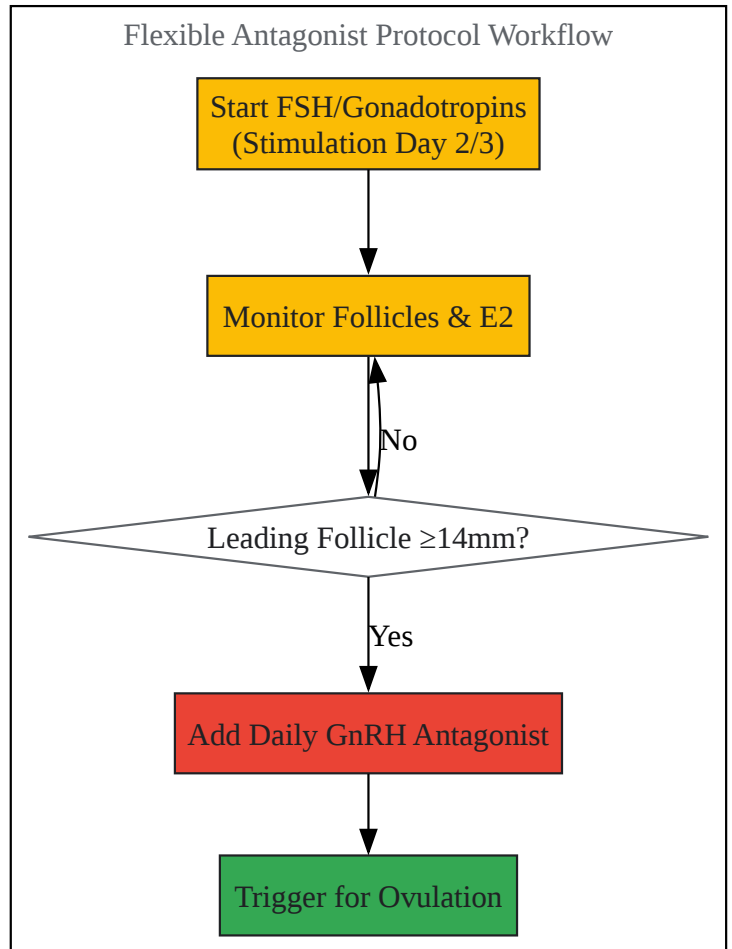 Flexible Antagonist Protocol Workflow
Start FSH/Gonadotropins
(Stimulation Day 2/3)
Monitor Follicles & E2
No
Leading Follicle ≥14mm?
Yes
Add Daily GnRH Antagonist
Trigger for Ovulation